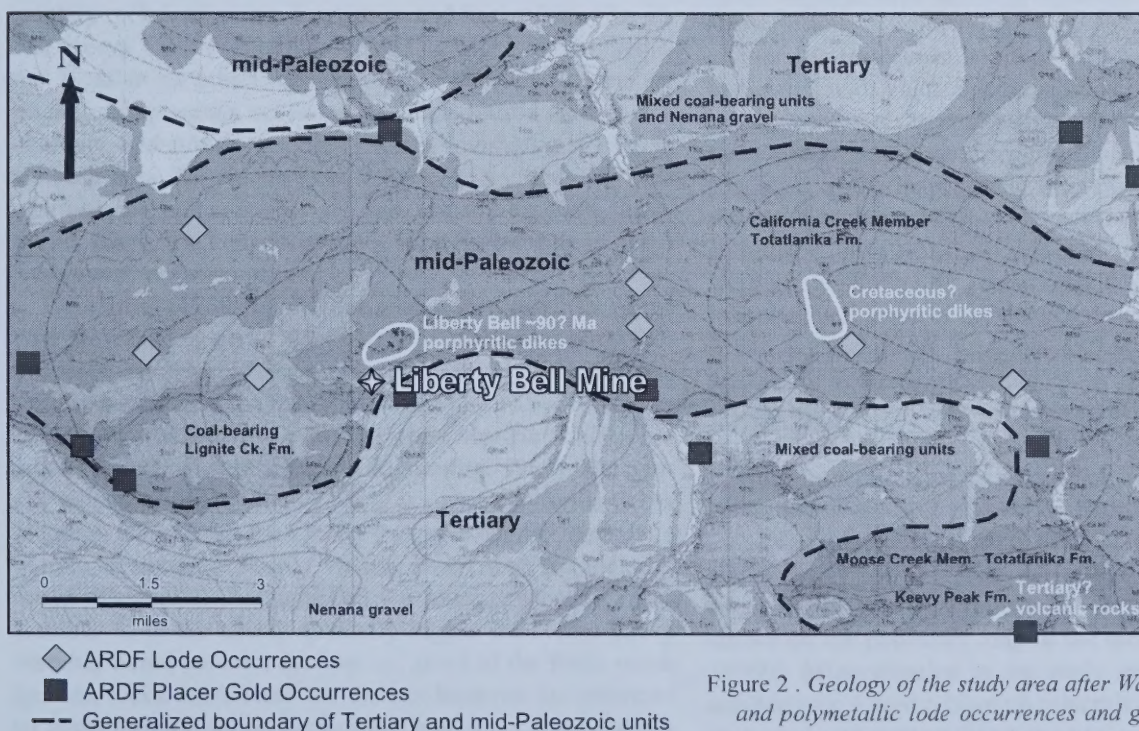 N
mid-Paleozoic
Tertiary
Mixed coal-bearing units
and Nenana gravel
California Creek Member
Totatlanika Fm.
mid-Paleozoic
Cretaceous?
porphyritic dikes
Liberty Bell ~90? Ma
porphyritic dikes
Liberty Bell Mine
Coal-bearing
Lignite Ck. Fm.
Mixed coal-bearing units
Tertiary
Moose Creek Mem. Totatlanika Fm.
Keevy Peak Fm.
Tertiary?
volcanic rocks
0 1.5 3
miles
Nenana gravel
ARDF Lode Occurrences
ARDF Placer Gold Occurrences
Generalized boundary of Tertiary and mid-Paleozoic units
Figure 2 . Geology of the study area after
and polymetallic lode occurrences and